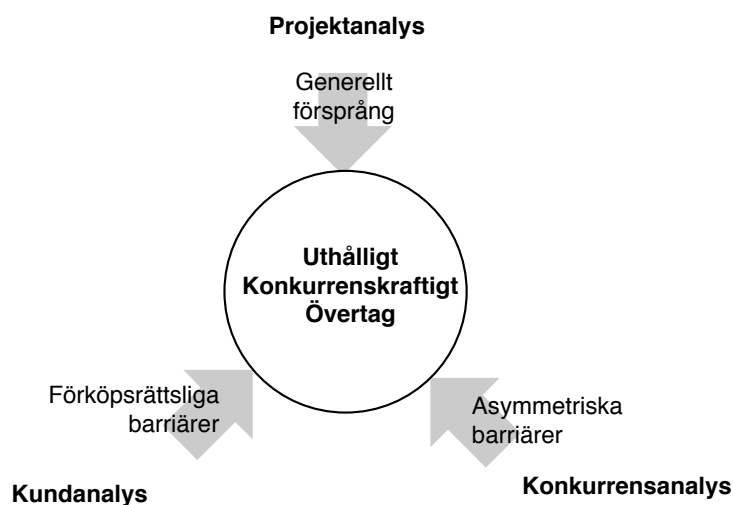 Projektanalys
Generellt
försprång
Uthålligt
Konkurrenskraftigt
Övertag
Förköpsrättsliga
barriärer
Asymmetriska
barriärer
Kundanalys
Konkurrensanalys